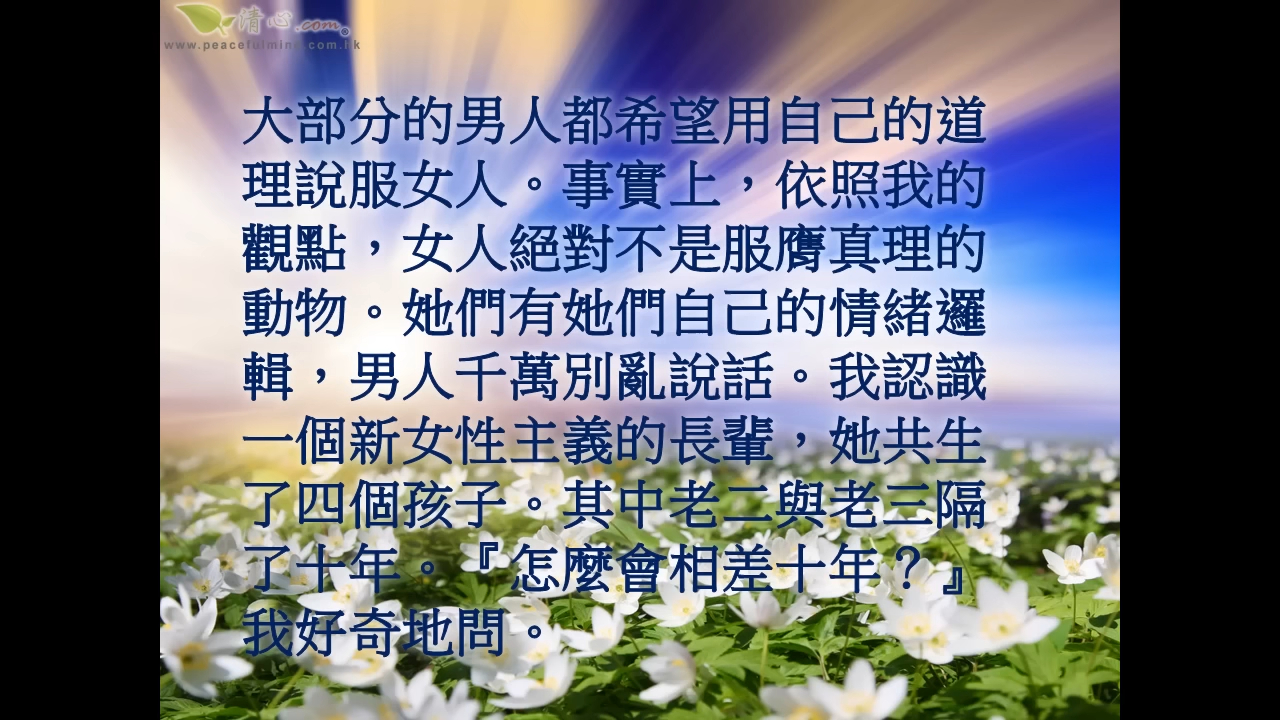 清心.com
www.peacefulmind.com.hk
大部分的男人都希望用自己的道
理說服女人。事實上，依照我的
觀點，女人絕對不是服膺真理的
動物。她們有她們自己的情緒邏
輯，男人千萬別亂說話。我認識
一個新女性主義的長輩，她共生
了四個孩子。其中老二與老三隔
了十年。『怎麼會相差十年？』
我好奇地問。